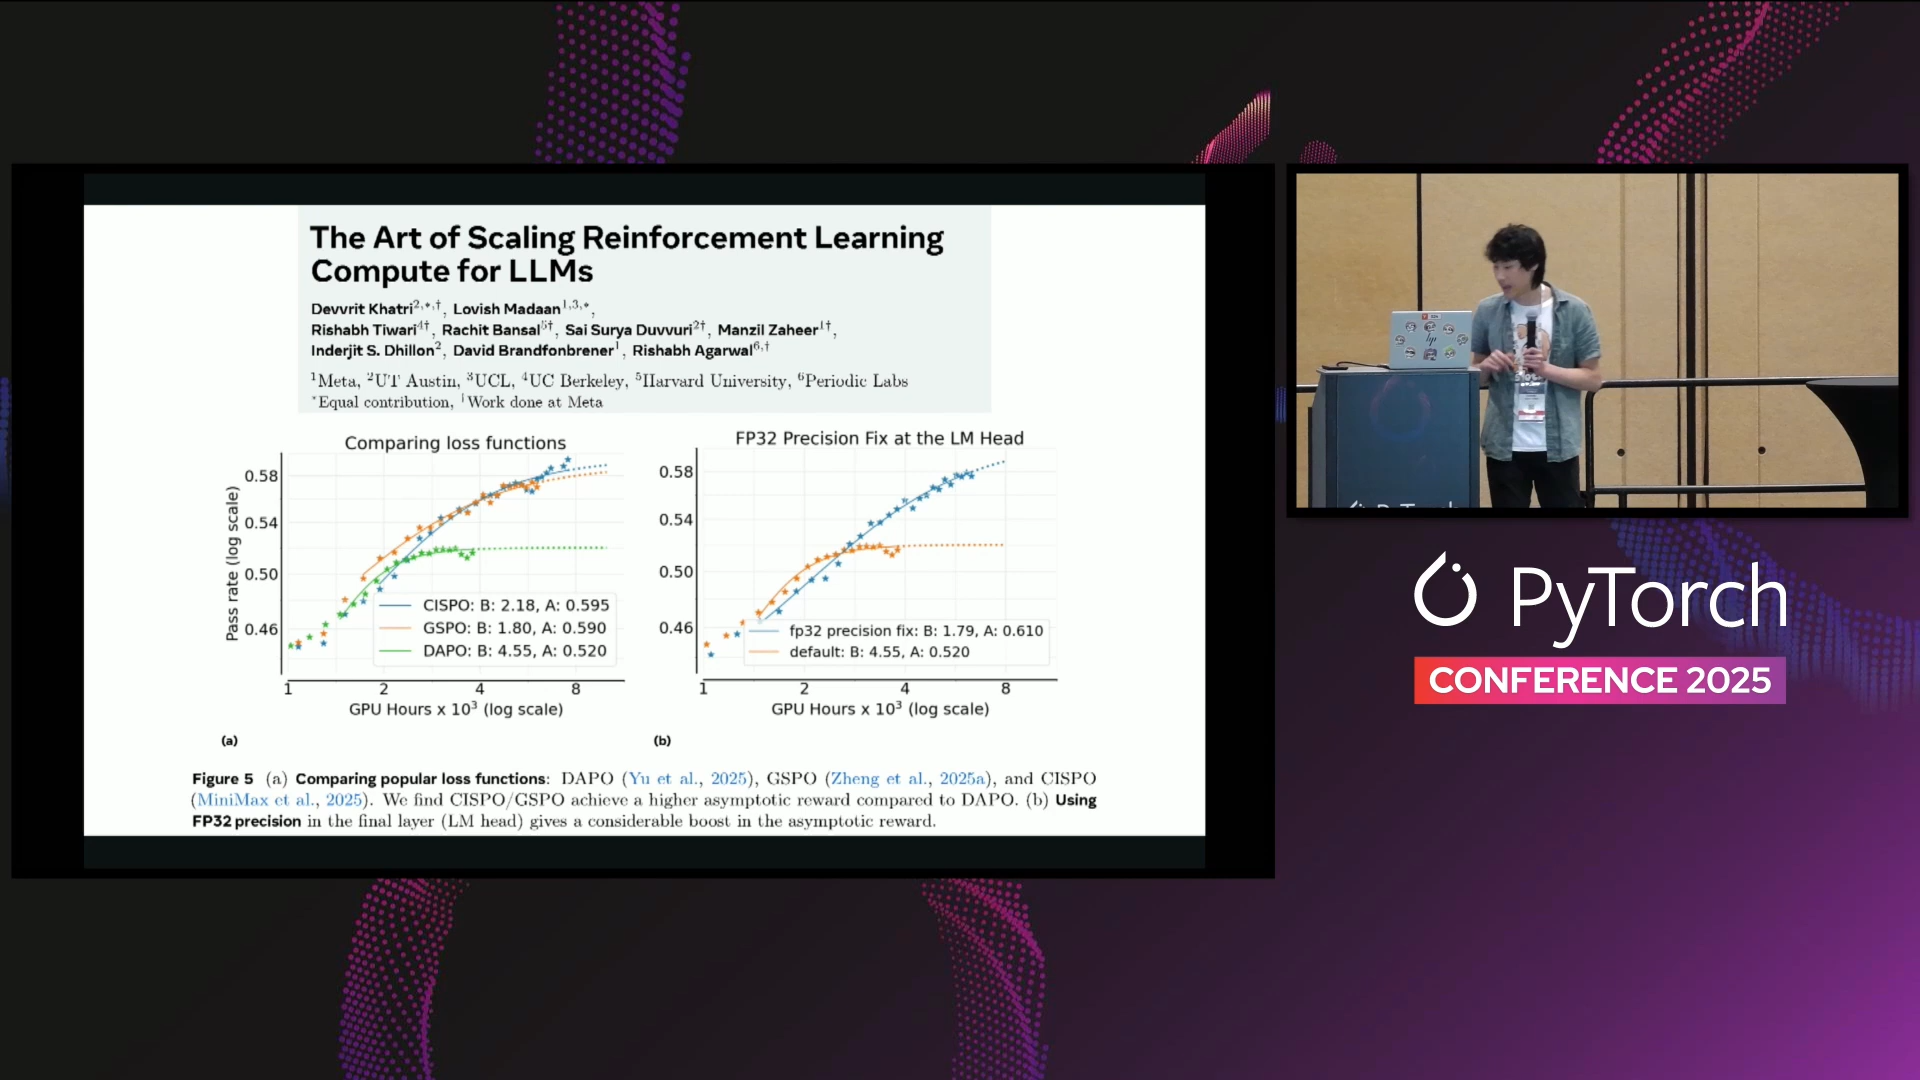 The Art of Scaling Reinforcement Learning
Compute for LLMs
Devvrit Khatri2,*,†, Lovish Madaan1,3,*,
Rishabh Tiwari4†, Rachit Bansal5†, Sai Surya Duvvuri2†, Manzil Zaheer1†,
Inderjit S. Dhillon2, David Brandfonbrener1, Rishabh Agarwal6,†
1Meta, 2UT Austin, 3UCL, 4UC Berkeley, 5Harvard University, 6Periodic Labs
*Equal contribution, †Work done at Meta
Comparing loss functions
Pass rate (log scale)
0.58
0.54
0.50
0.46
CISPO: B: 2.18, A: 0.595
GSPO: B: 1.80, A: 0.590
DAPO: B: 4.55, A: 0.520
1 2 4 8
GPU Hours x 10^3 (log scale)
(a)
FP32 Precision Fix at the LM Head
0.58
0.54
0.50
0.46
fp32 precision fix: B: 1.79, A: 0.610
default: B: 4.55, A: 0.520
1 2 4 8
GPU Hours x 10^3 (log scale)
(b)
Figure 5 (a) Comparing popular loss functions: DAPO (Yu et al., 2025), GSPO (Zheng et al., 2025a), and CISPO
(MiniMax et al., 2025). We find CISPO/GSPO achieve a higher asymptotic reward compared to DAPO. (b) Using
FP32 precision in the final layer (LM head) gives a considerable boost in the asymptotic reward.
PyTorch
CONFERENCE 2025